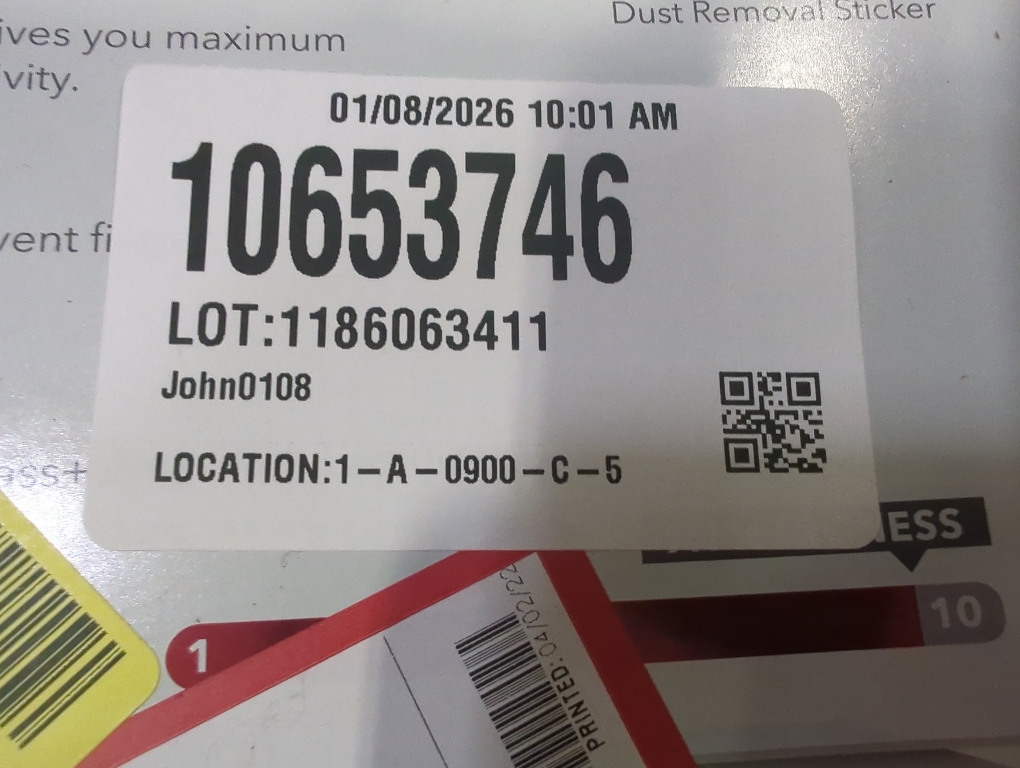 Dust Removal Sticker
ives you maximum
vity.
01/08/2026 10:01 AM
10653746
LOT:1186063411
John0108
LOCATION:1-A-0900-C-5
vent fi
ass+
ESS
1
10
PRINTED: 04/02/22